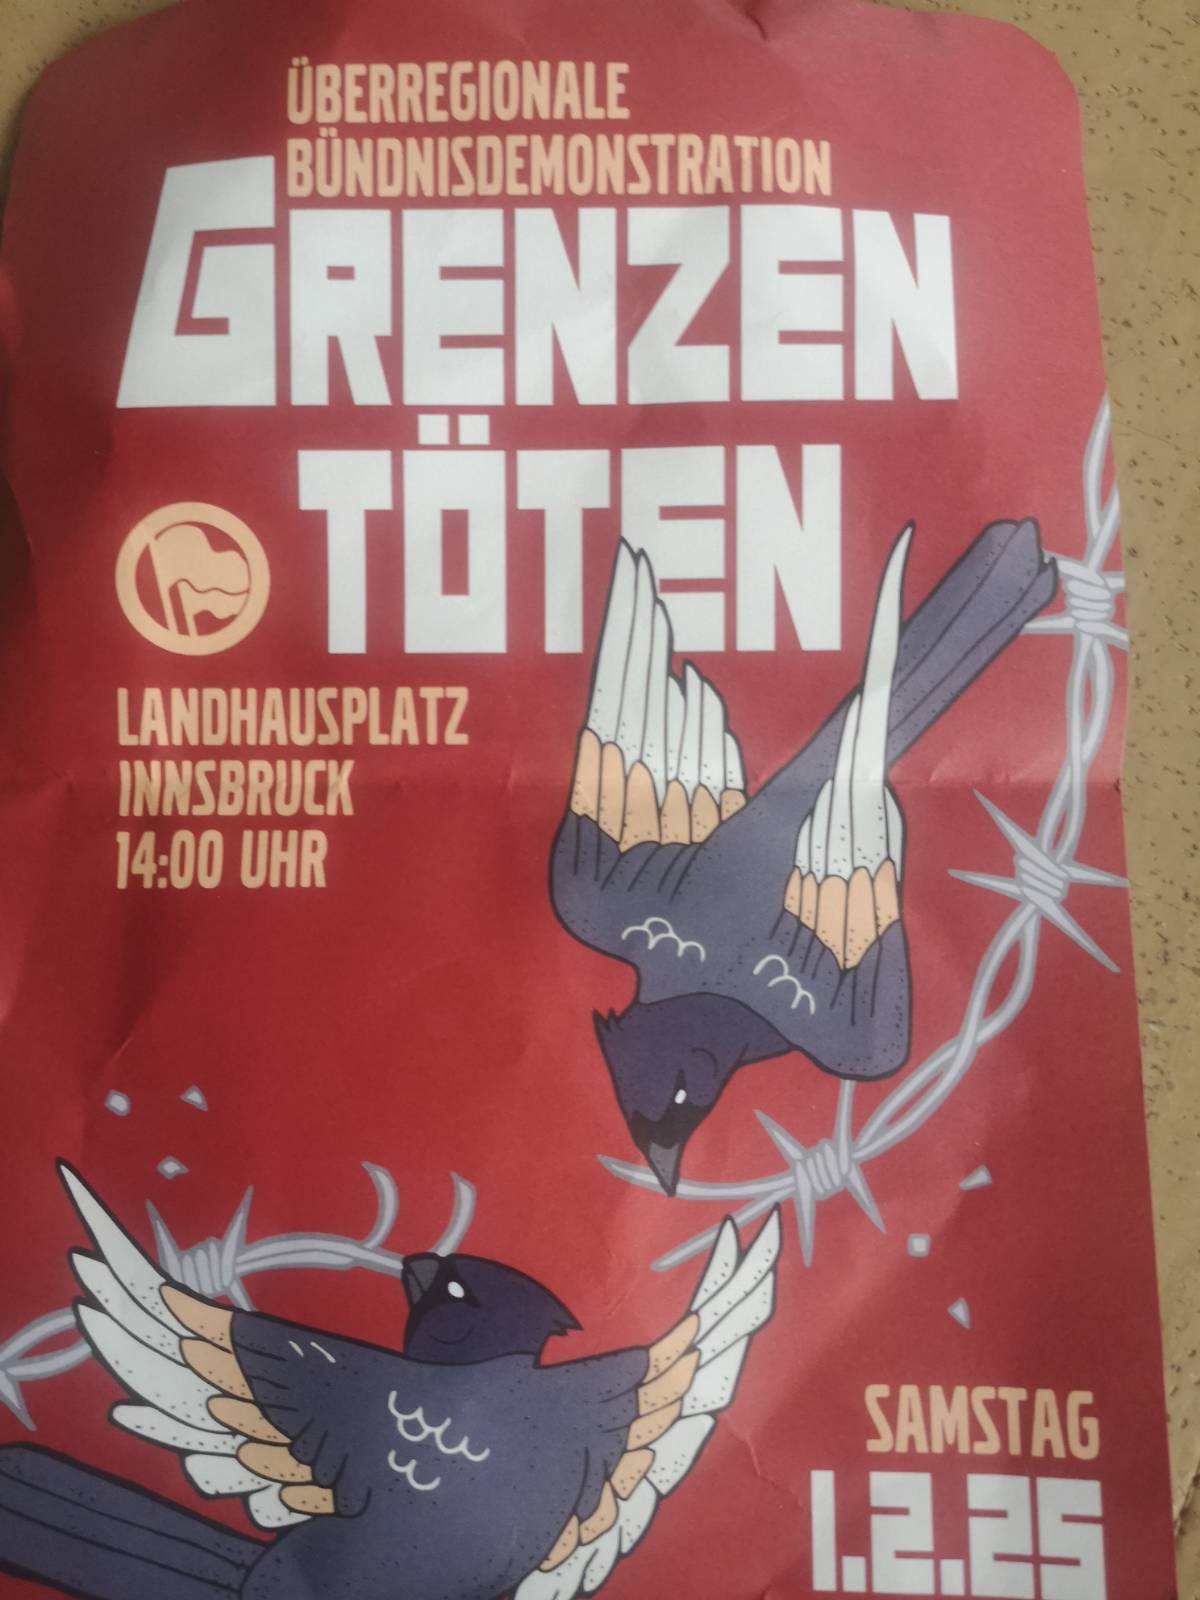 ÜBERREGIONALE
BÜNDNISDEMONSTRATION
GRENZEN
TÖTEN
LANDHAUSPLATZ
INNSBRUCK
14:00 UHR
SAMSTAG
1.2.25